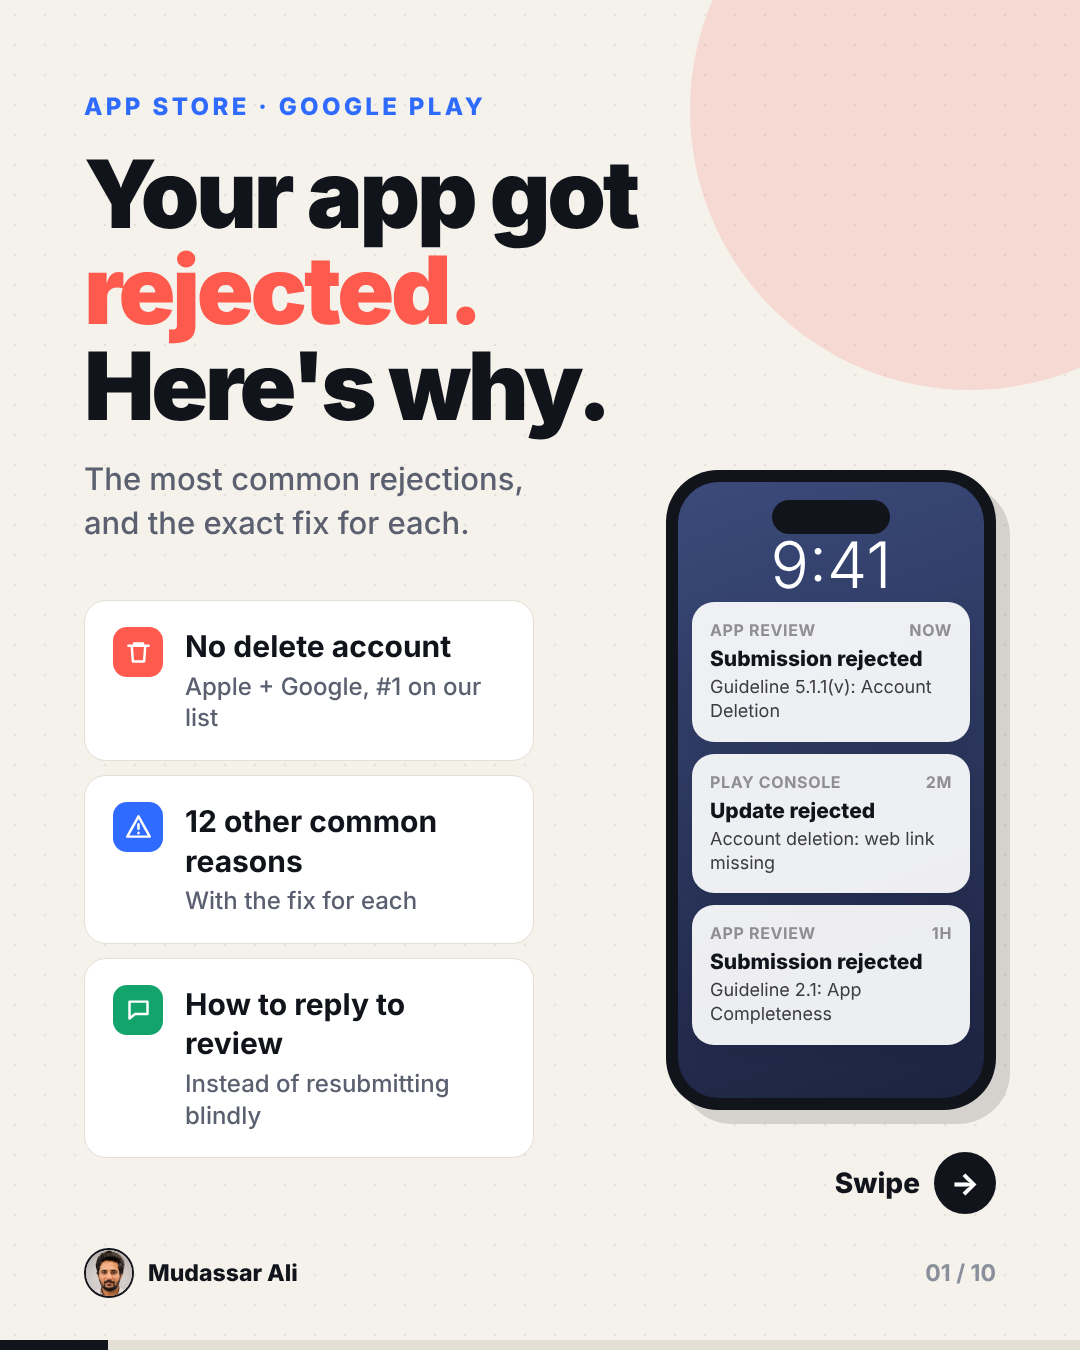 APP STORE · GOOGLE PLAY
Your app got
rejected.
Here's why.
The most common rejections,
and the exact fix for each.
No delete account
Apple + Google, #1 on our
list
12 other common
reasons
With the fix for each
How to reply to
review
Instead of resubmitting
blindly
9:41
APP REVIEW NOW
Submission rejected
Guideline 5.1.1(v): Account
Deletion
PLAY CONSOLE 2M
Update rejected
Account deletion: web link
missing
APP REVIEW 1H
Submission rejected
Guideline 2.1: App
Completeness
Swipe
Mudassar Ali
01 / 10